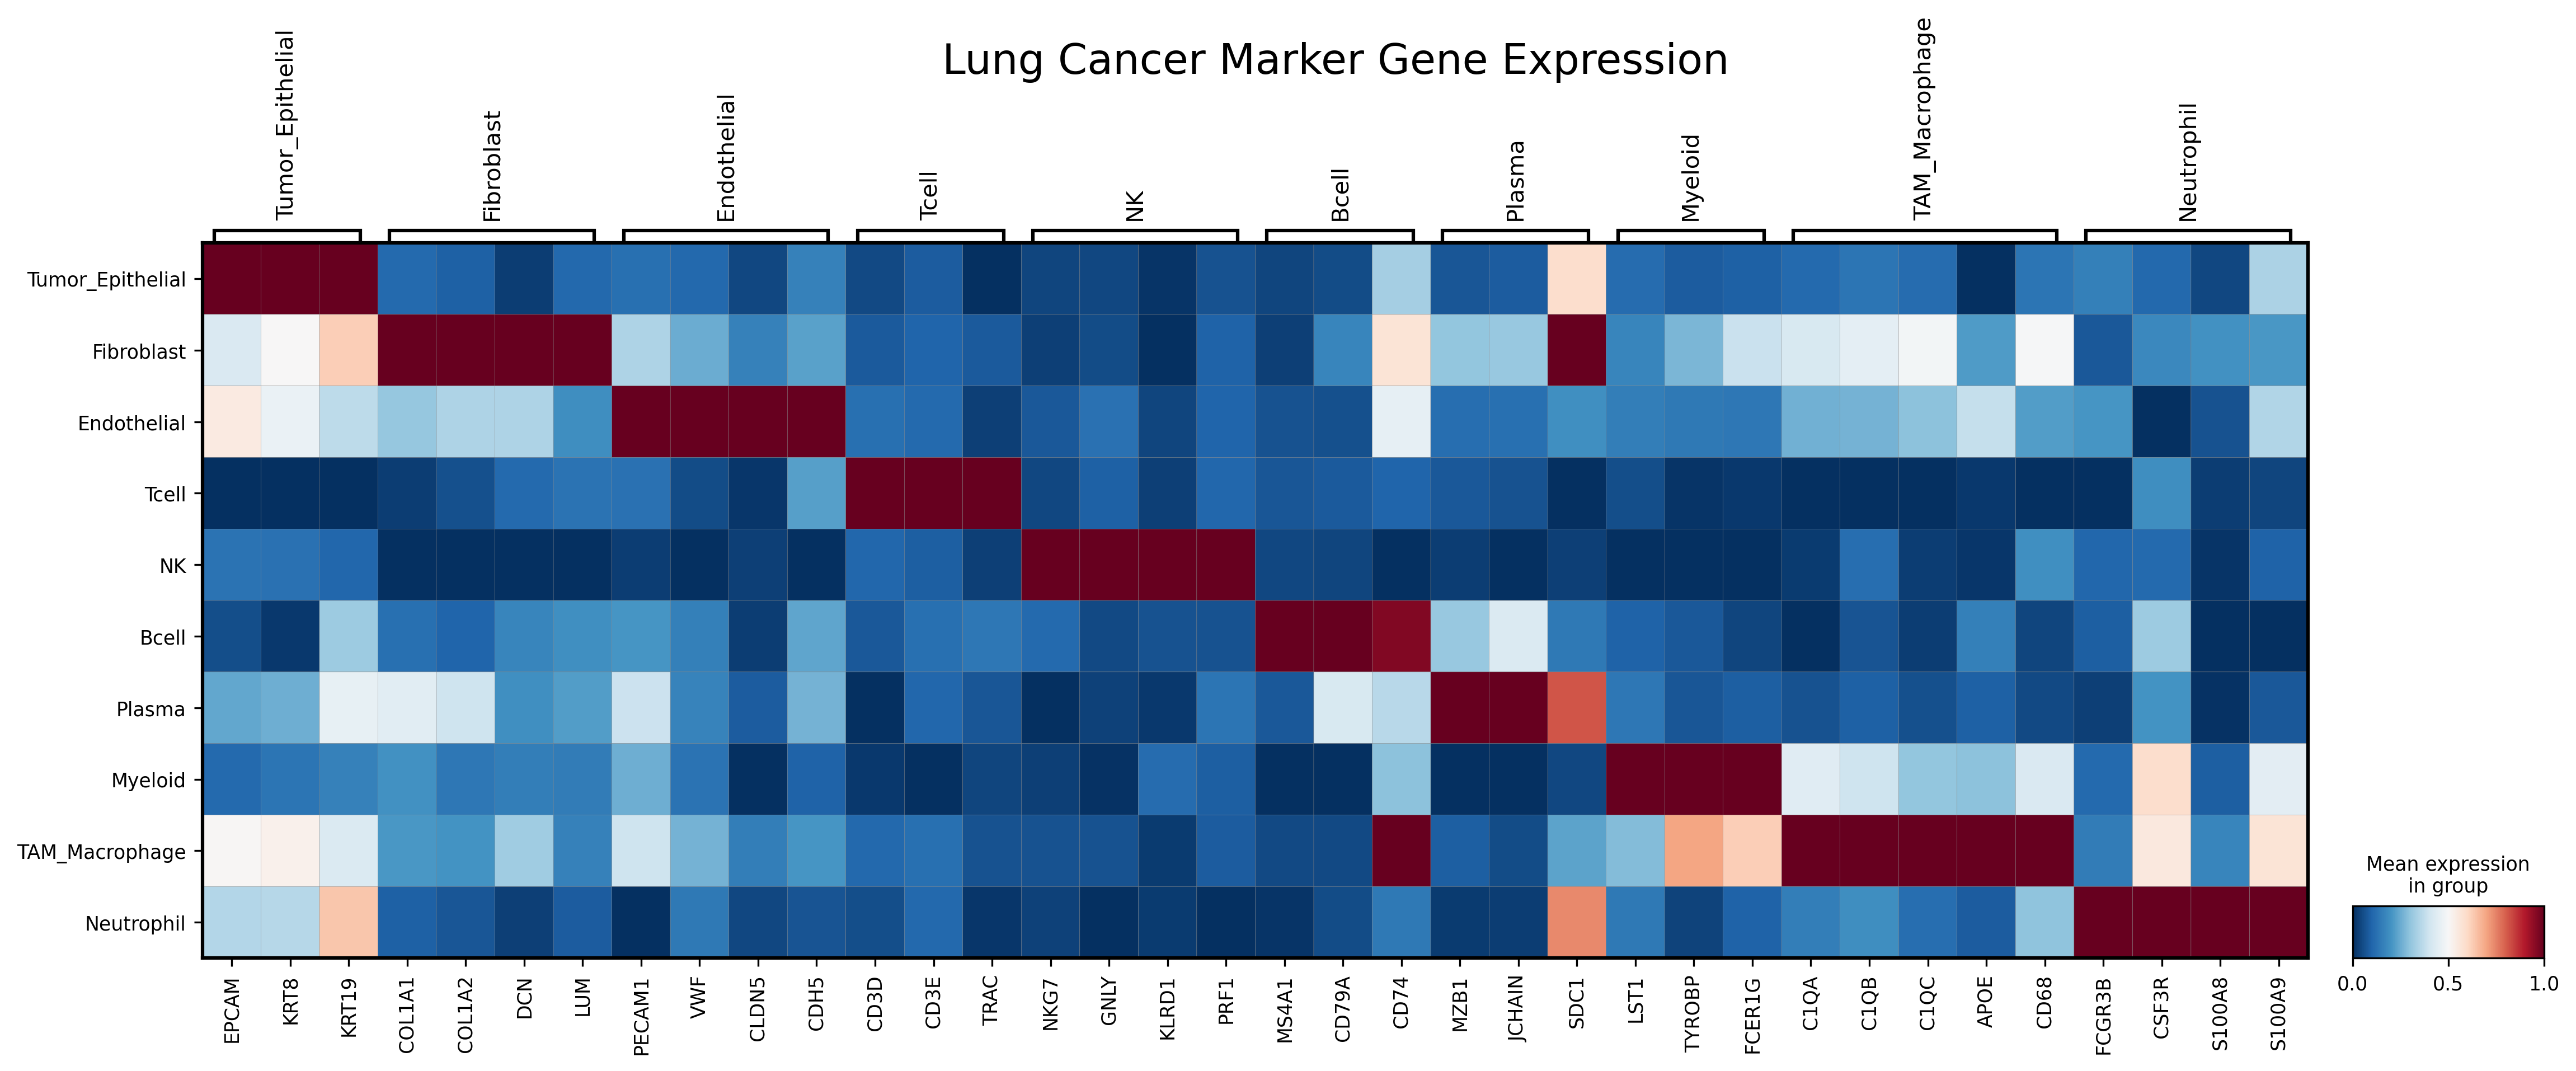 Lung Cancer Marker Gene Expression
Tumor_Epithelial
Fibroblast
Endothelial
Tcell
NK
Bcell
Plasma
Myeloid
TAM_Macrophage
Neutrophil
Tumor_Epithelial
Fibroblast
Endothelial
Tcell
NK
Bcell
Plasma
Myeloid
TAM_Macrophage
Neutrophil
EPCAM
KRT8
KRT19
COL1A1
COL1A2
DCN
LUM
PECAM1
VWF
CLDN5
CDH5
CD3D
CD3E
TRAC
NKG7
GNLY
KLRD1
PRF1
MS4A1
CD79A
CD74
MZB1
JCHAIN
SDC1
LST1
TYROBP
FCER1G
C1QA
C1QB
C1QC
APOE
CD68
FCGR3B
CSF3R
S100A8
S100A9
Mean expression
in group
0.0 0.5 1.0